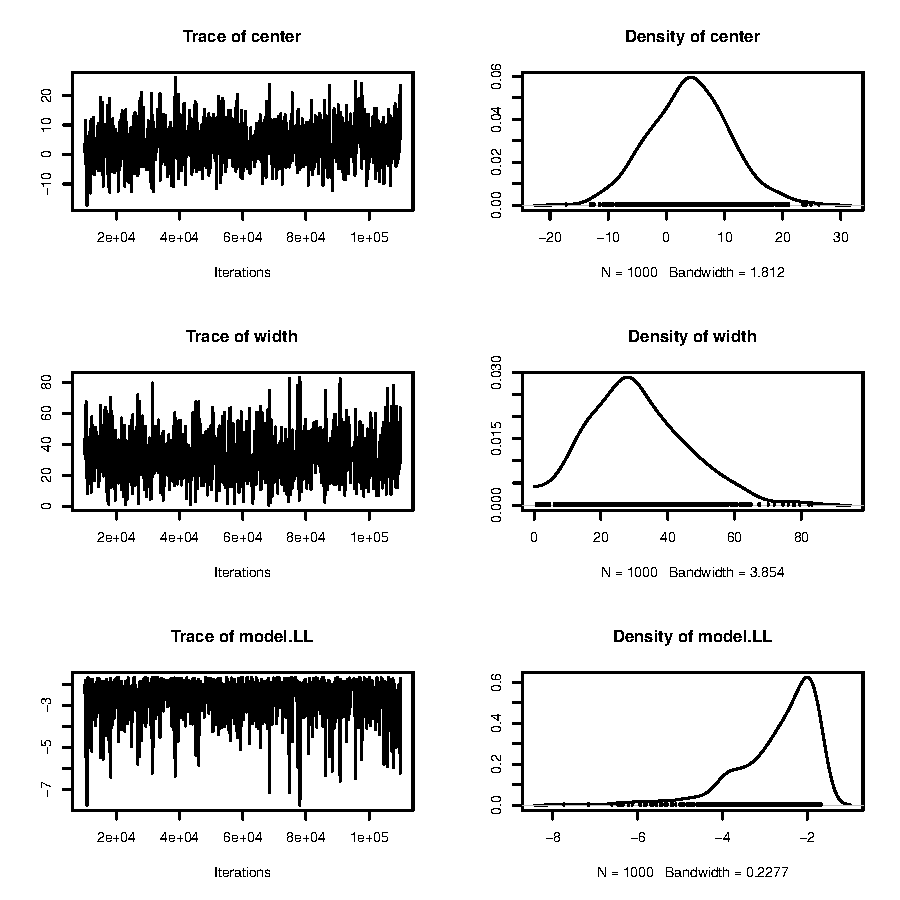 Trace of center
20
10
0
−10
2e+04 4e+04 6e+04 8e+04 1e+05
Iterations
Density of center
0.06
0.04
0.02
0.00
−20 −10 0 10 20 30
N = 1000 Bandwidth = 1.812
Trace of width
80
60
40
20
0
2e+04 4e+04 6e+04 8e+04 1e+05
Iterations
Density of width
0.030
0.015
0.000
0 20 40 60 80
N = 1000 Bandwidth = 3.854
Trace of model.LL
−3
−5
−7
2e+04 4e+04 6e+04 8e+04 1e+05
Iterations
Density of model.LL
0.6
0.4
0.2
0.0
−8 −6 −4 −2
N = 1000 Bandwidth = 0.2277